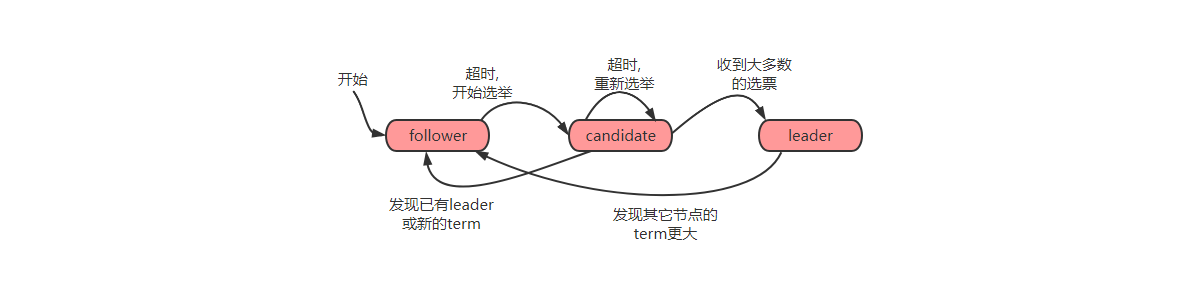 开始
超时,
开始选举
超时,
重新选举
收到大多数
的选票
follower
candidate
leader
发现已有leader
或新的term
发现其它节点的
term更大